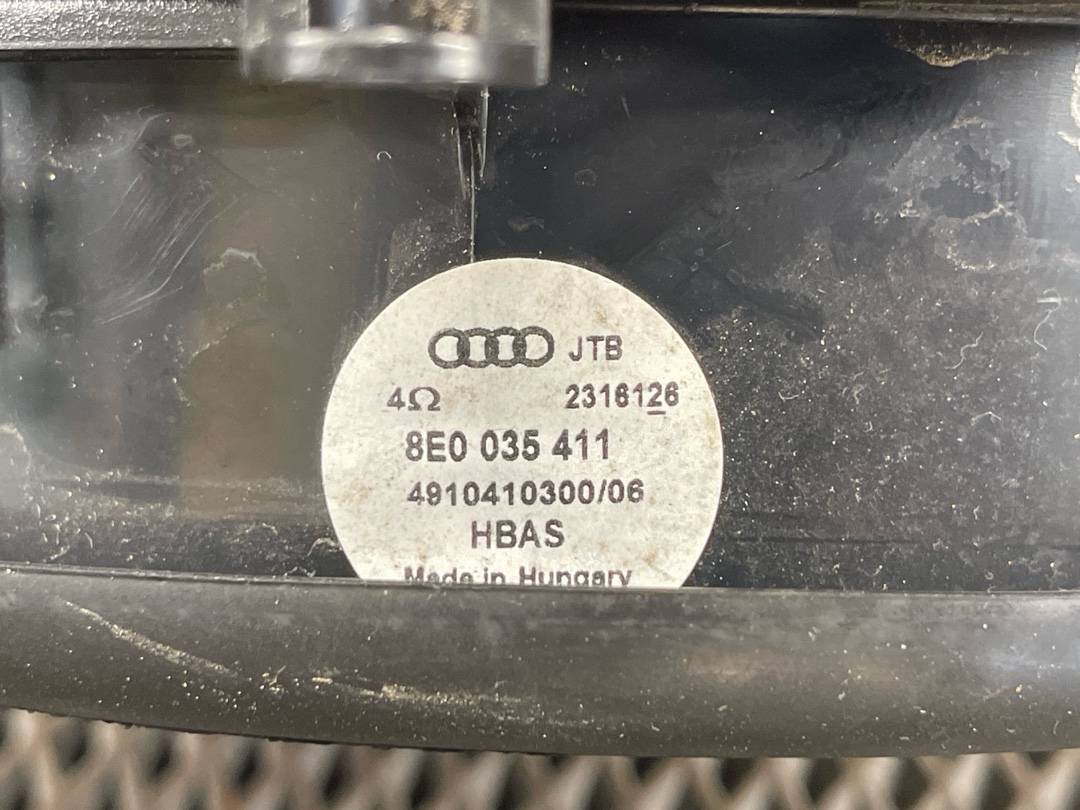 JTB
4Ω 2316126
8E0 035 411
4910410300/06
HBAS
Made in Hungary